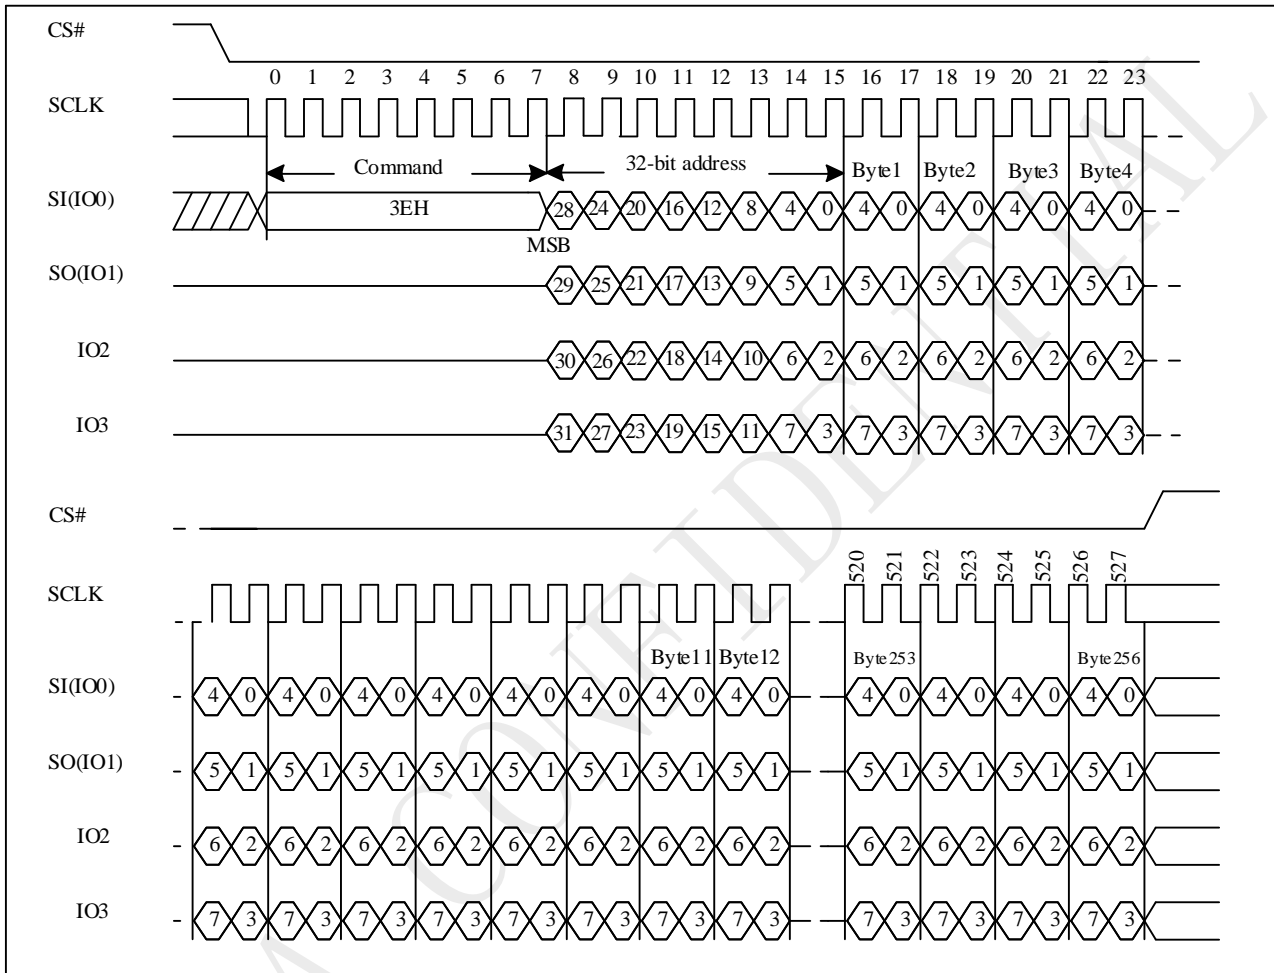 CS#
0 1 2 3 4 5 6 7 8 9 10 11 12 13 14 15 16 17 18 19 20 21 22 23
SCLK
Command 32-bit address Byte1 Byte2 Byte3 Byte4
SI(IO0) 3EH 28 24 20 16 12 8 4 0 4 0 4 0 4 0 4 0
MSB
SO(IO1) 29 25 21 17 13 9 5 1 5 1 5 1 5 1 5 1
IO2 30 26 22 18 14 10 6 2 6 2 6 2 6 2 6 2
IO3 31 27 23 19 15 11 7 3 7 3 7 3 7 3 7 3
CS#
520 521 522 523 524 525 526 527
SCLK
Byte11 Byte12 Byte253 Byte256
SI(IO0) 4 0 4 0 4 0 4 0 4 0 4 0 4 0 4 0 4 0 4 0 4 0 4 0
SO(IO1) 5 1 5 1 5 1 5 1 5 1 5 1 5 1 5 1 5 1 5 1 5 1 5 1
IO2 6 2 6 2 6 2 6 2 6 2 6 2 6 2 6 2 6 2 6 2 6 2 6 2
IO3 7 3 7 3 7 3 7 3 7 3 7 3 7 3 7 3 7 3 7 3 7 3 7 3
CONFIDENTIAL